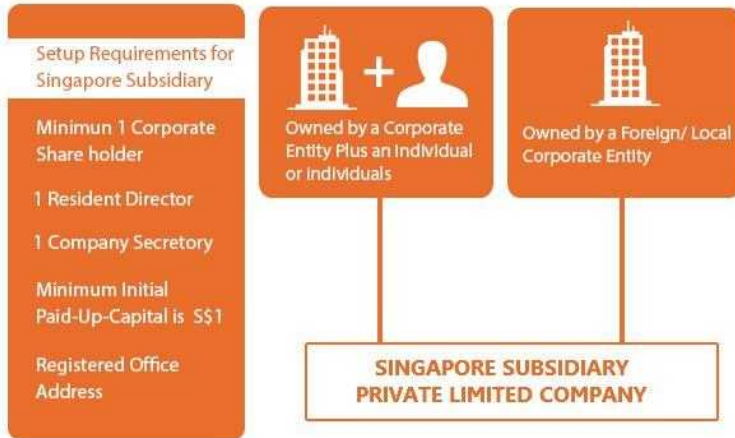 Setup Requirements for
Singapore Subsidiary
Minimun 1 Corporate
Share holder
1 Resident Director
1 Company Secretory
Minimum Initial
Paid-Up-Capital is S$1
Registered Office
Address
+
Owned by a Corporate
Entity Plus an Individual
or Individuals
Owned by a Foreign/ Local
Corporate Entity
SINGAPORE SUBSIDIARY
PRIVATE LIMITED COMPANY